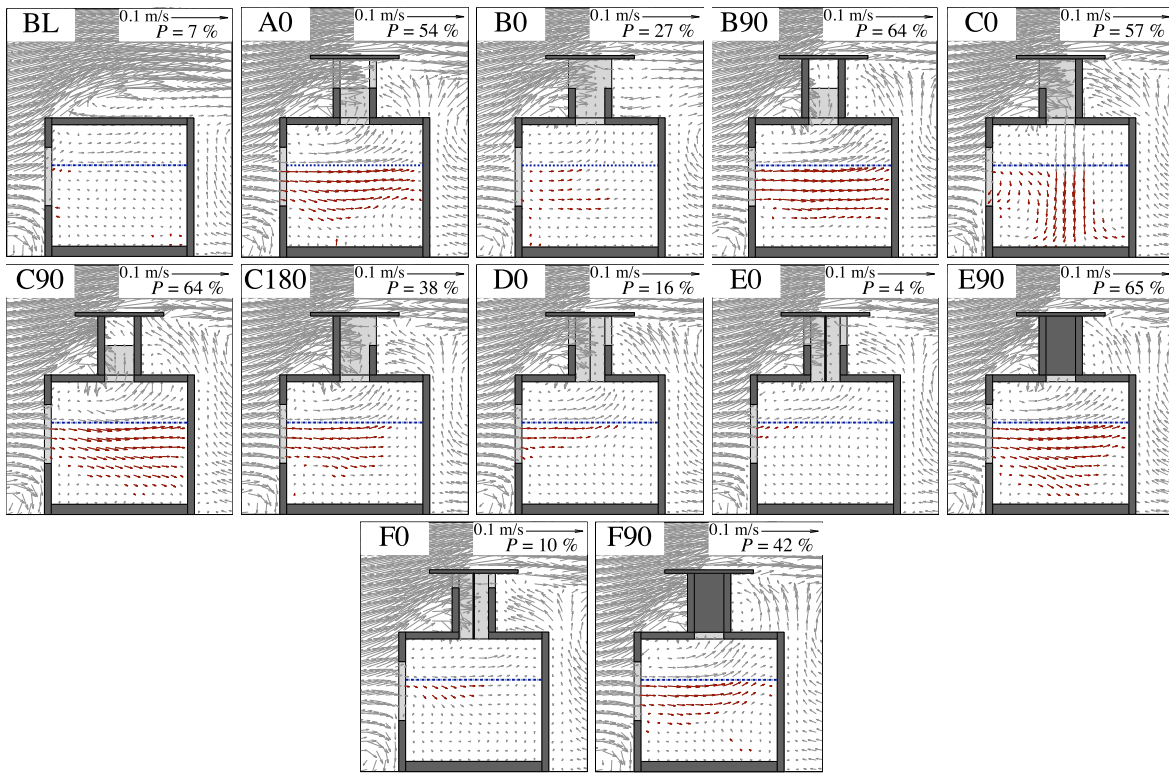 BL 0.1 m/s P = 7 %
A0 0.1 m/s P = 54 %
B0 0.1 m/s P = 27 %
B90 0.1 m/s P = 64 %
C0 0.1 m/s P = 57 %
C90 0.1 m/s P = 64 %
C180 0.1 m/s P = 38 %
D0 0.1 m/s P = 16 %
E0 0.1 m/s P = 4 %
E90 0.1 m/s P = 65 %
F0 0.1 m/s P = 10 %
F90 0.1 m/s P = 42 %